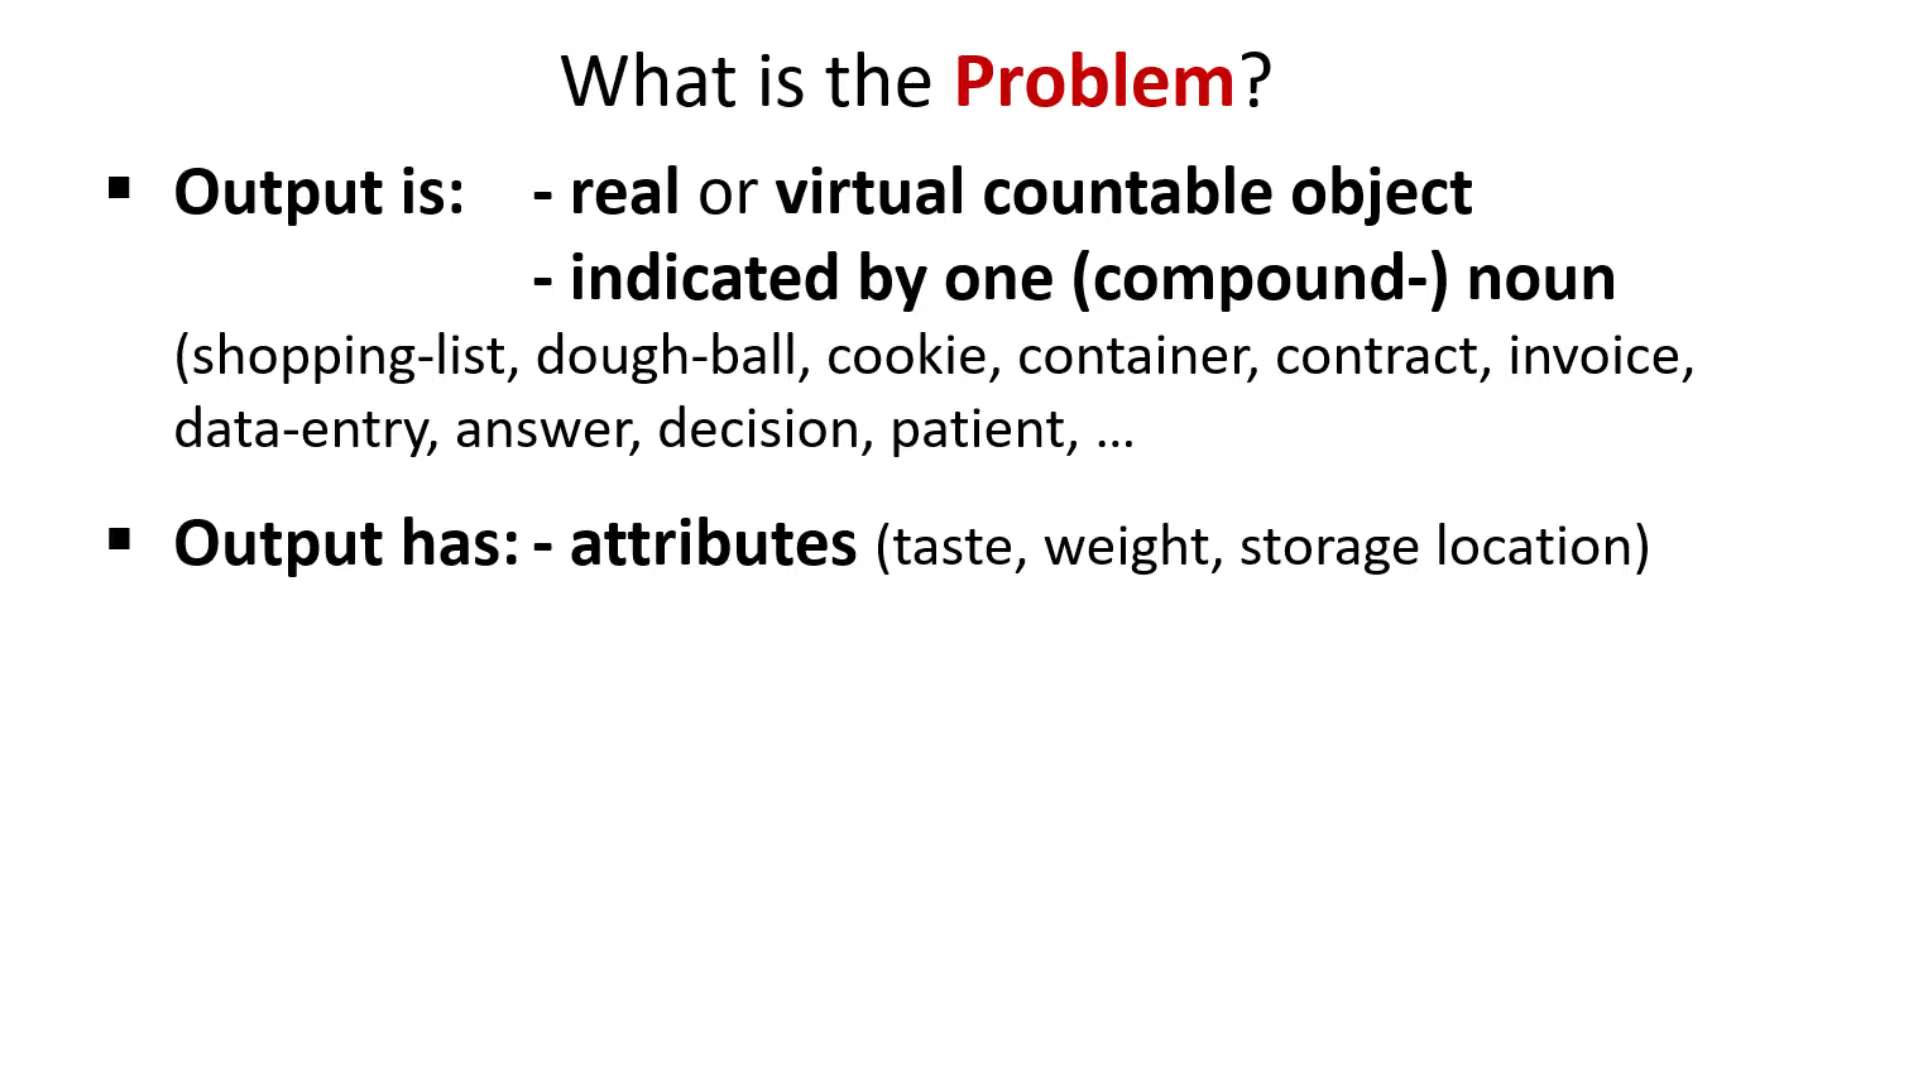 What is the Problem?
▪ Output is: - real or virtual countable object
- indicated by one (compound-) noun
(shopping-list, dough-ball, cookie, container, contract, invoice,
data-entry, answer, decision, patient, ...
▪ Output has: - attributes (taste, weight, storage location)